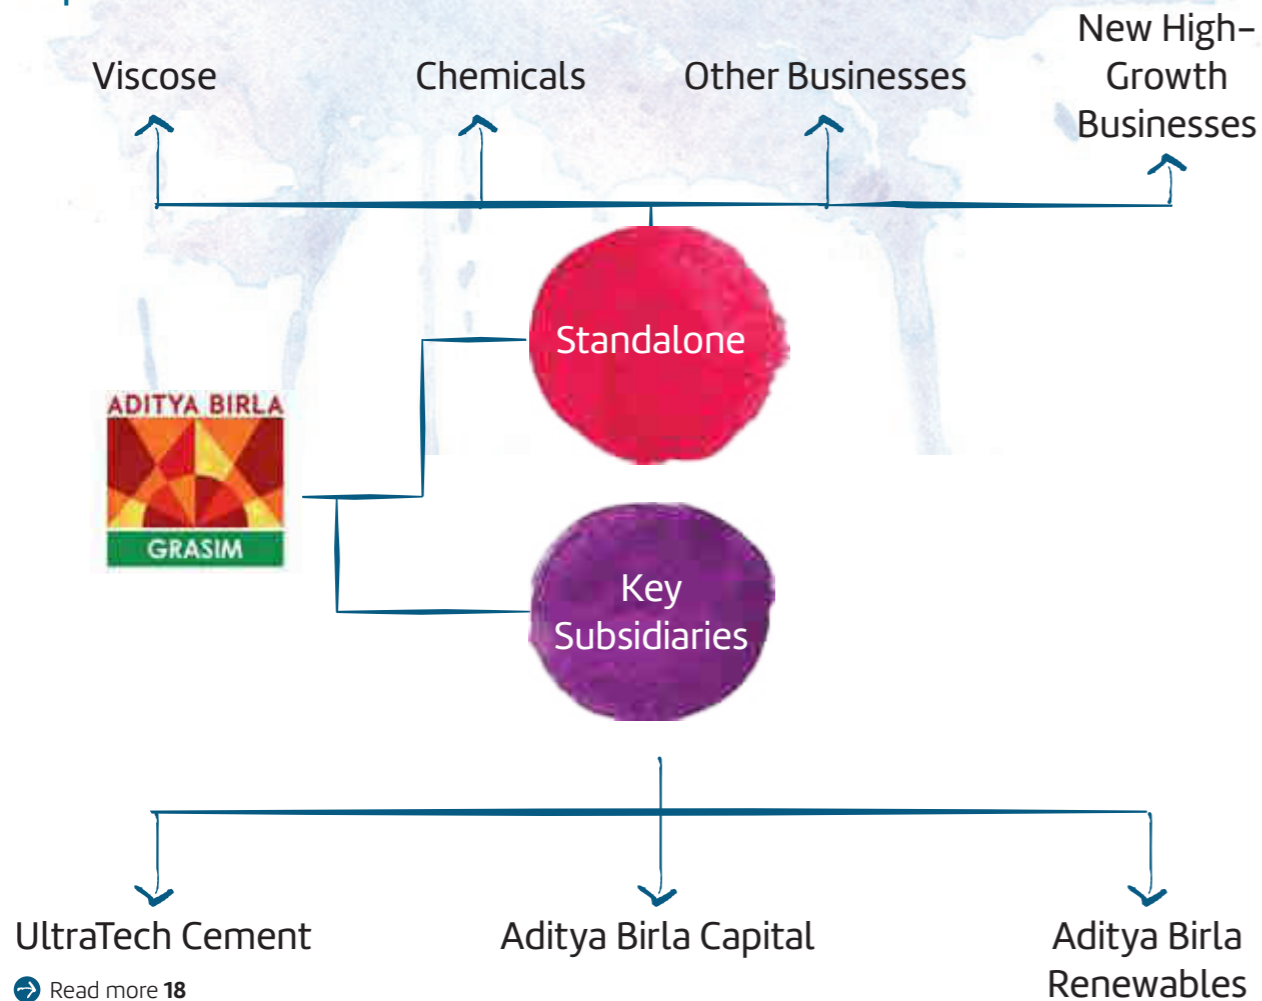 New High-
Growth
Businesses
Viscose
Chemicals
Other Businesses
Standalone
ADITYA BIRLA
GRASIM
Key
Subsidiaries
UltraTech Cement
Aditya Birla Capital
Aditya Birla
Renewables
Read more 18